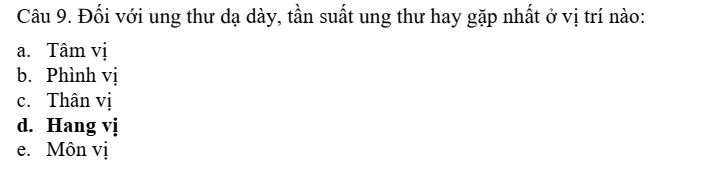 Câu 9. Đối với ung thư dạ dày, tần suất ung thư hay gặp nhất ở vị trí nào:
a. Tâm vị
b. Phình vị
c. Thân vị
d. Hang vị
e. Môn vị